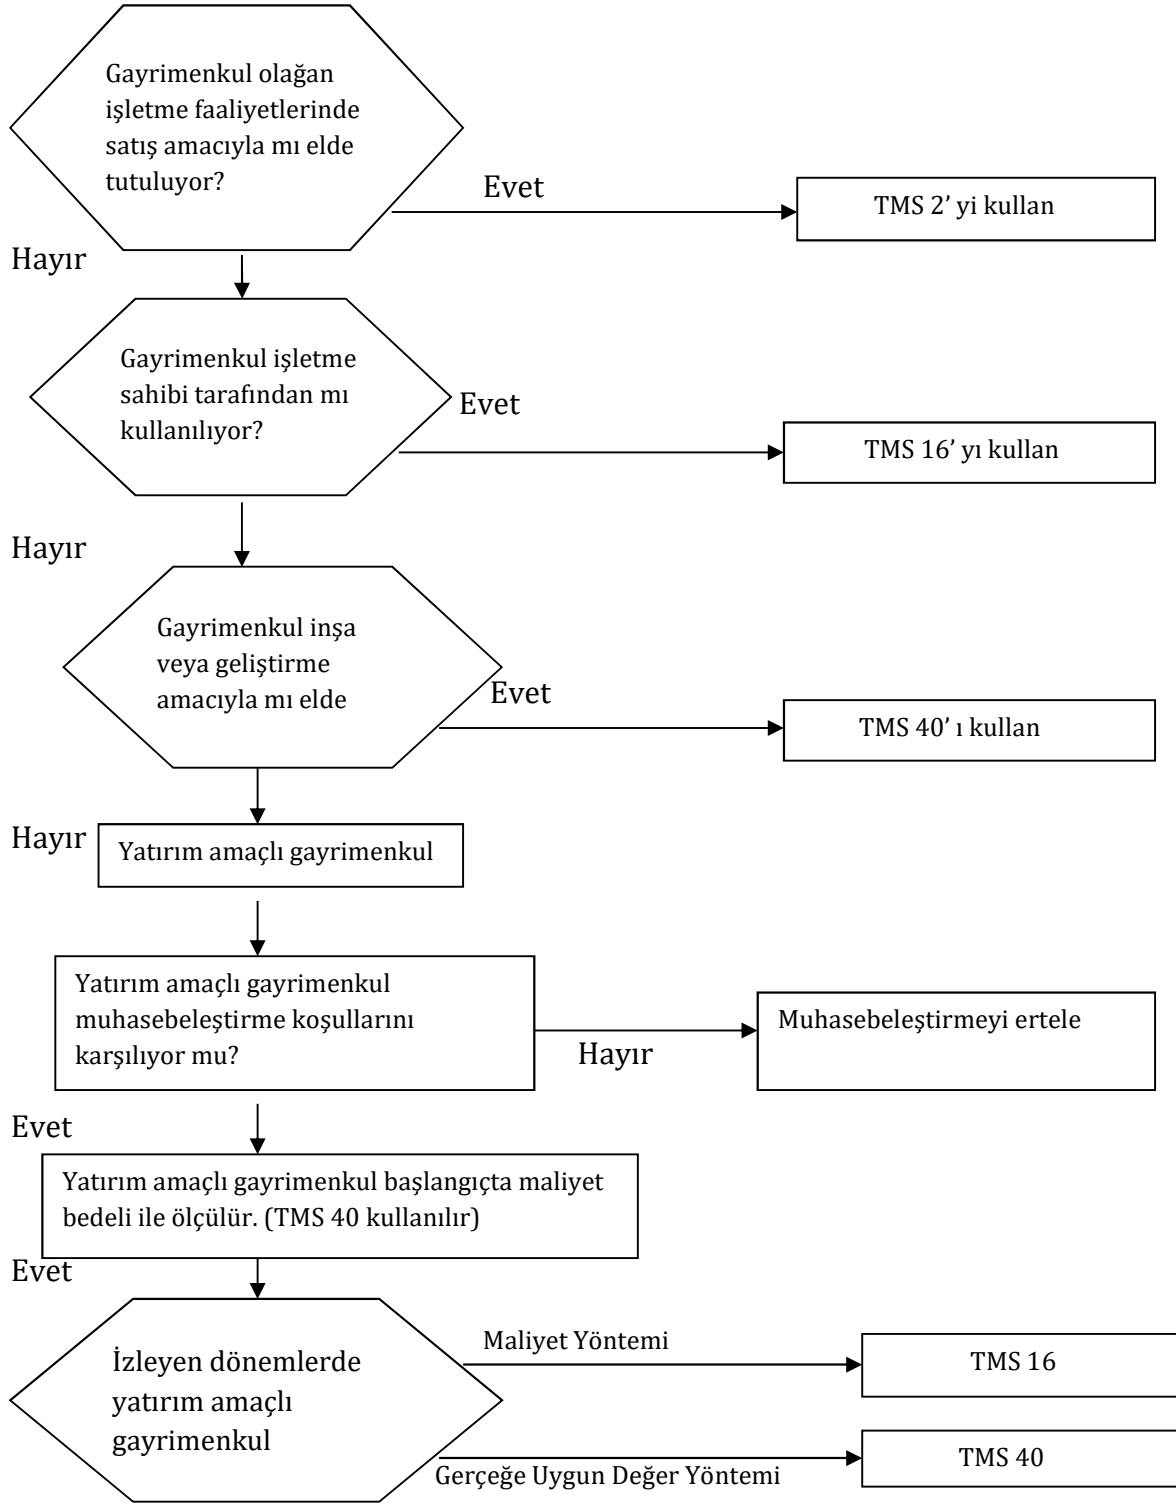 Gayrimenkul olağan
işletme faaliyetlerinde
satış amacıyla mı elde
tutuluyor?
Evet
TMS 2' yi kullan
Hayır
Gayrimenkul işletme
sahibi tarafından mı
kullanılıyor?
Evet
TMS 16' yı kullan
Hayır
Gayrimenkul inşa
veya geliştirme
amacıyla mı elde
Evet
TMS 40' ı kullan
Hayır
Yatırım amaçlı gayrimenkul
Yatırım amaçlı gayrimenkul
muhasebeleştirme koşullarını
karşılıyor mu?
Hayır
Muhasebeleştirmeyi ertele
Evet
Yatırım amaçlı gayrimenkul başlangıçta maliyet
bedeli ile ölçülür. (TMS 40 kullanılır)
Evet
İzleyen dönemlerde
yatırım amaçlı
gayrimenkul
Maliyet Yöntemi
TMS 16
Gerçeğe Uygun Değer Yöntemi
TMS 40